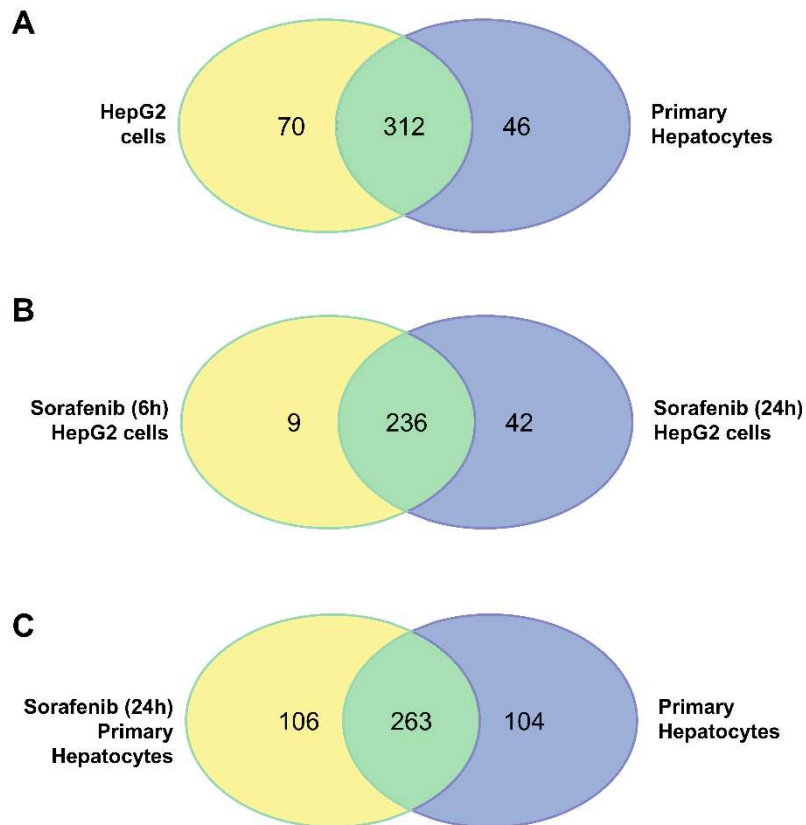 A
HepG2
cells
70
312
46
Primary
Hepatocytes
B
Sorafenib (6h)
HepG2 cells
9
236
42
Sorafenib (24h)
HepG2 cells
C
Sorafenib (24h)
Primary
Hepatocytes
106
263
104
Primary
Hepatocytes